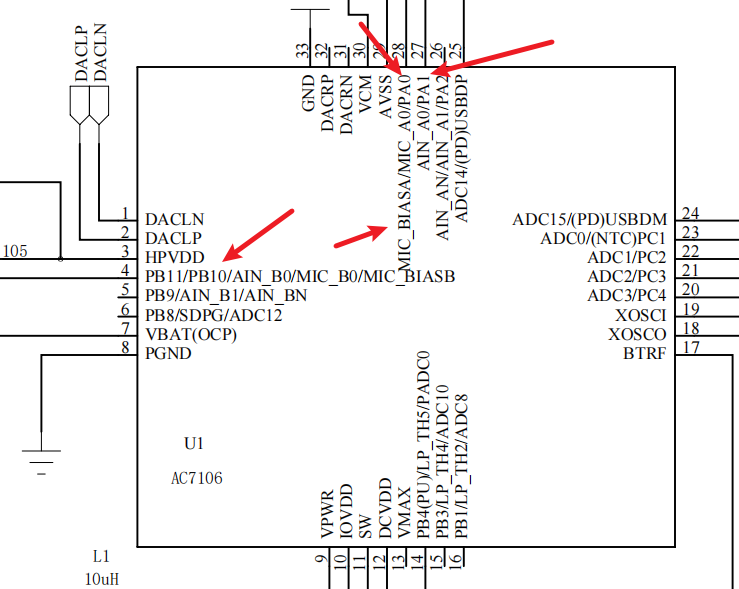 DACLP
DACLN
33
32
31
30
29
28
27
26
25
GND
DACRP
DACRN
VCM
AVSS
MIC_BIASA/MIC_A0/PA0
AIN_A0/PA1
AIN_AN/AIN_A1/PA2
ADC14/(PD)USBDP
105
1 DACLN
2 DACLP
3 HPVDD
4 PB11/PB10/AIN_B0/MIC_B0/MIC_BIASB
5 PB9/AIN_B1/AIN_BN
6 PB8/SDPG/ADC12
7 VBAT(OCP)
8 PGND
ADC15/(PD)USBDM 24
ADC0/(NTC)PC1 23
ADC1/PC2 22
ADC2/PC3 21
ADC3/PC4 20
XOSCI 19
XOSCO 18
BTRF 17
U1
AC7106
VPWR
IOVDD
SW
DCVDD
VMAX
PB4(PU)/LP_TH5/PADC0
PB3/LP_TH4/ADC10
PB1/LP_TH2/ADC8
9
10
11
12
13
14
15
16
L1
10uH